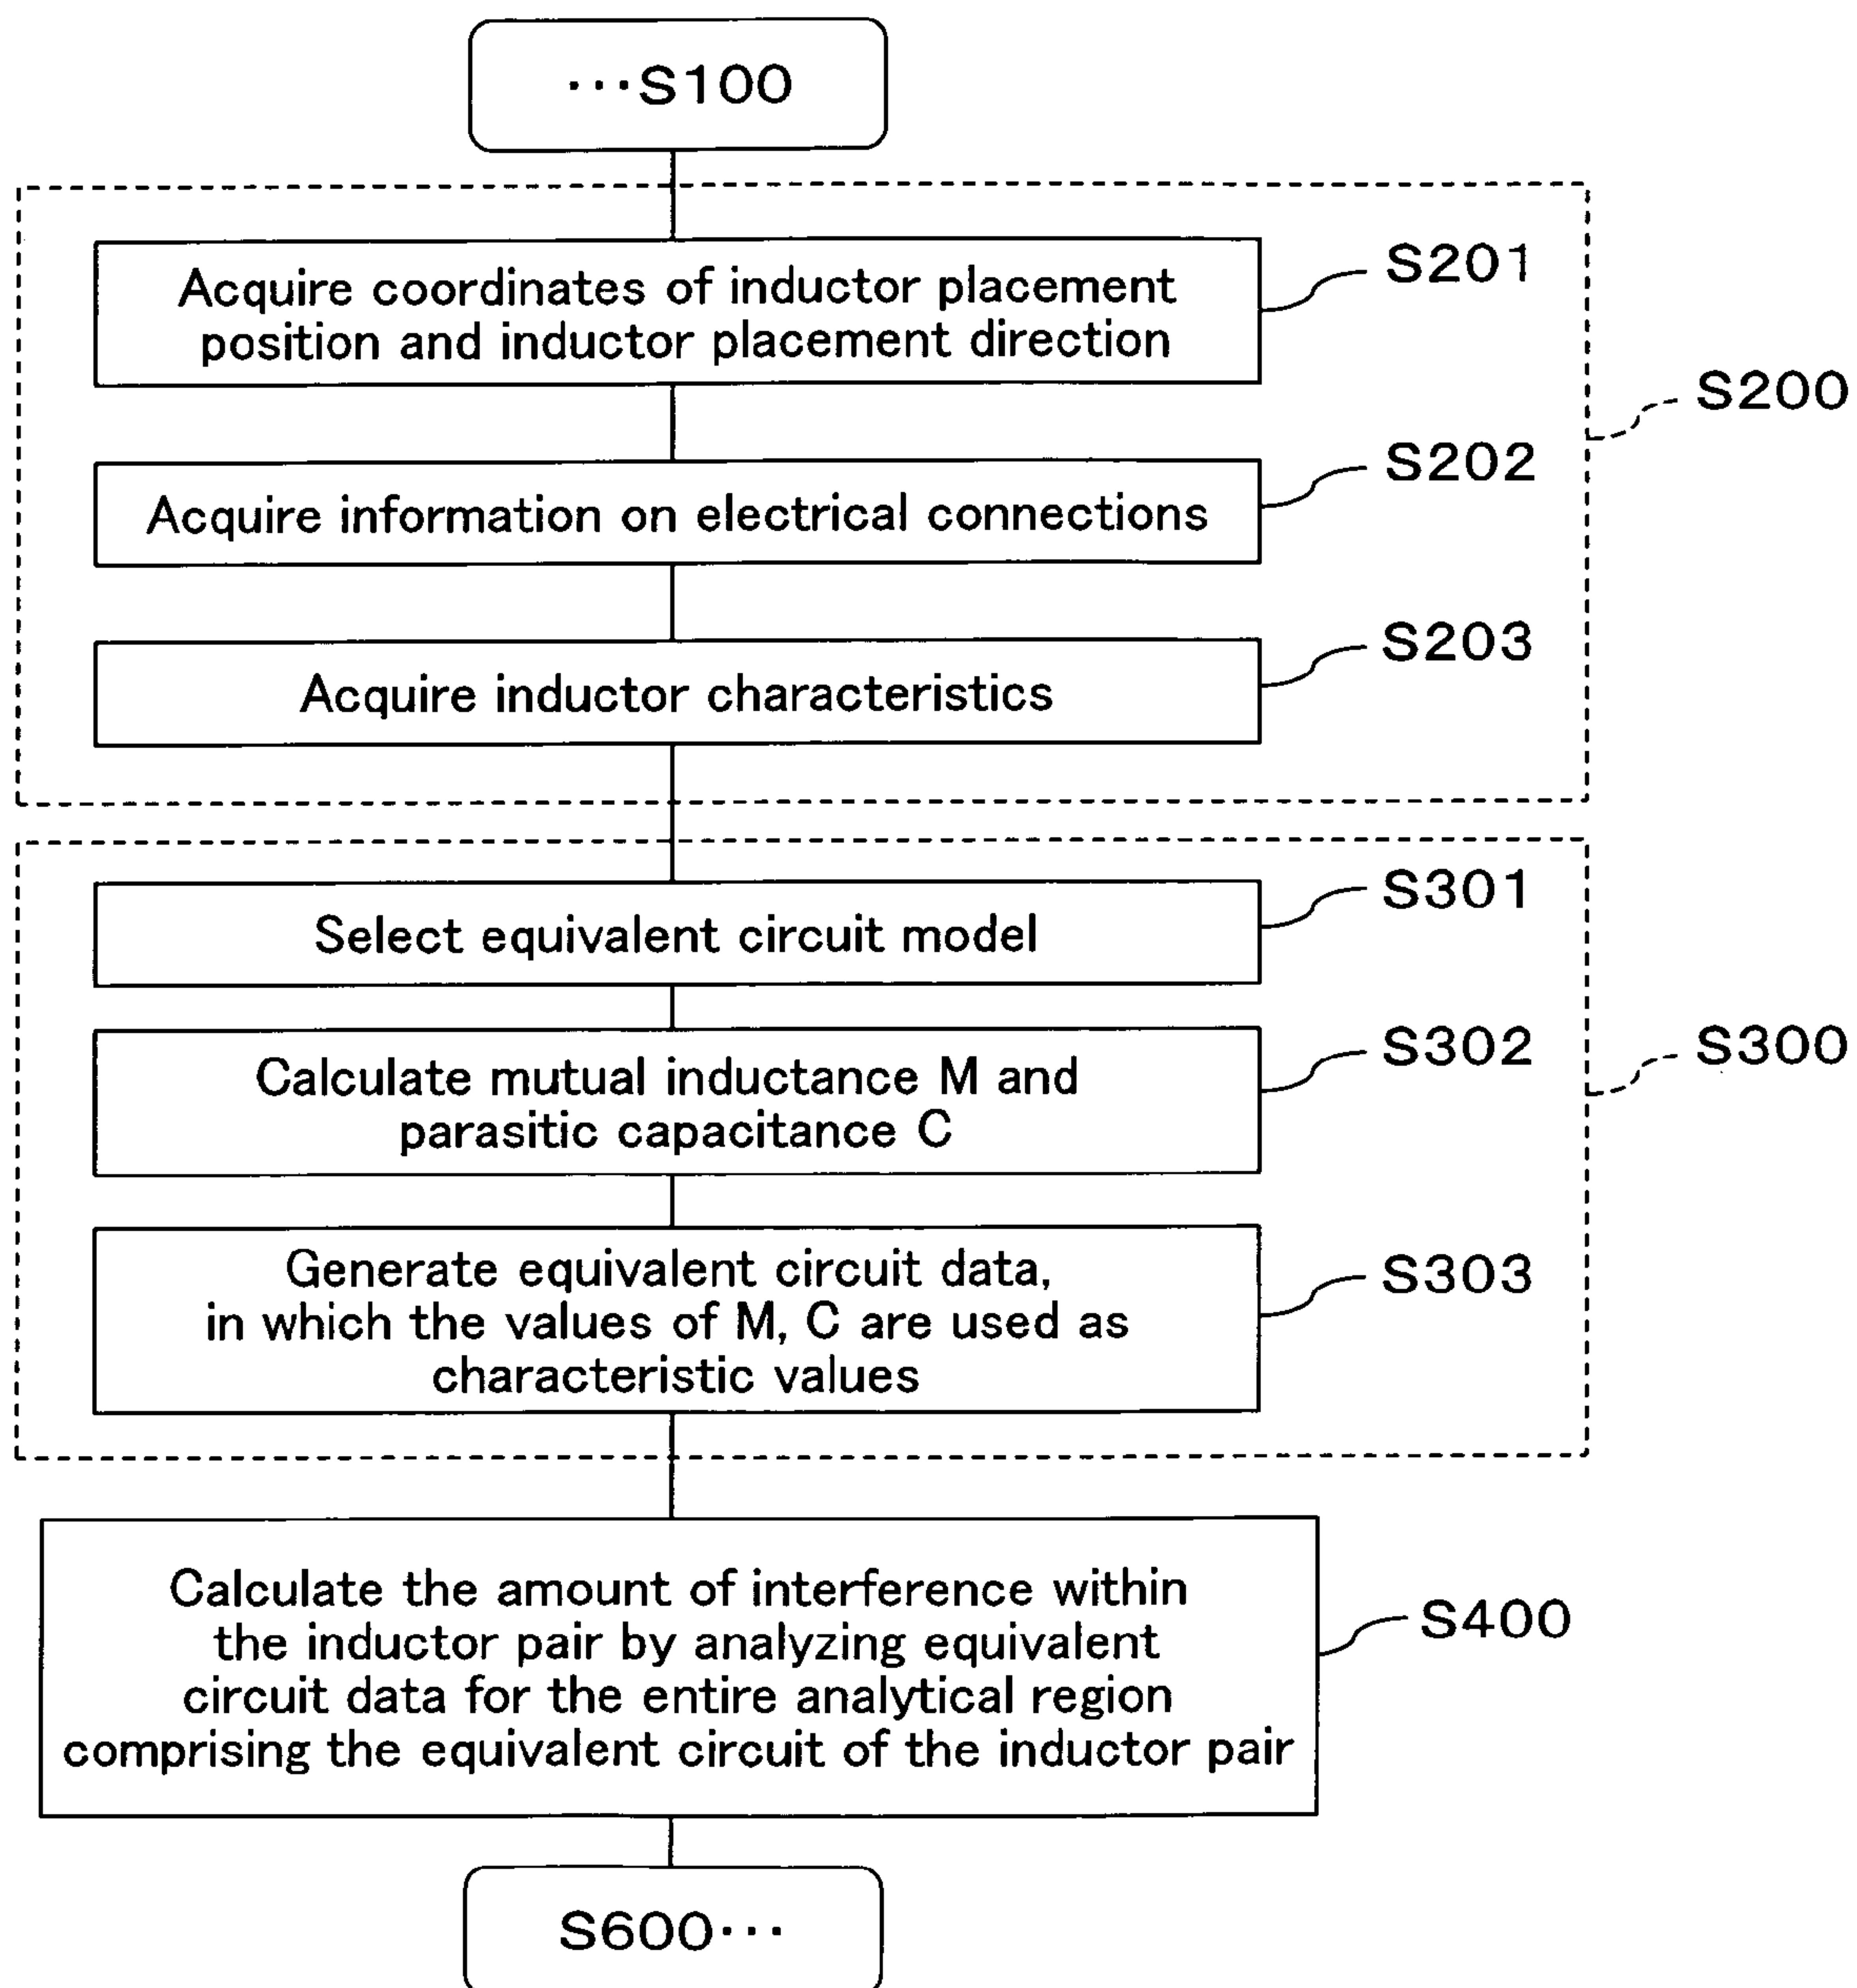 …S100
Acquire coordinates of inductor placement
position and inductor placement direction
S201
S200
Acquire information on electrical connections
S202
Acquire inductor characteristics
S203
Select equivalent circuit model
S301
Calculate mutual inductance M and
parasitic capacitance C
S302
S300
Generate equivalent circuit data,
in which the values of M, C are used as
characteristic values
S303
Calculate the amount of interference within
the inductor pair by analyzing equivalent
circuit data for the entire analytical region
comprising the equivalent circuit of the inductor pair
S400
S600…